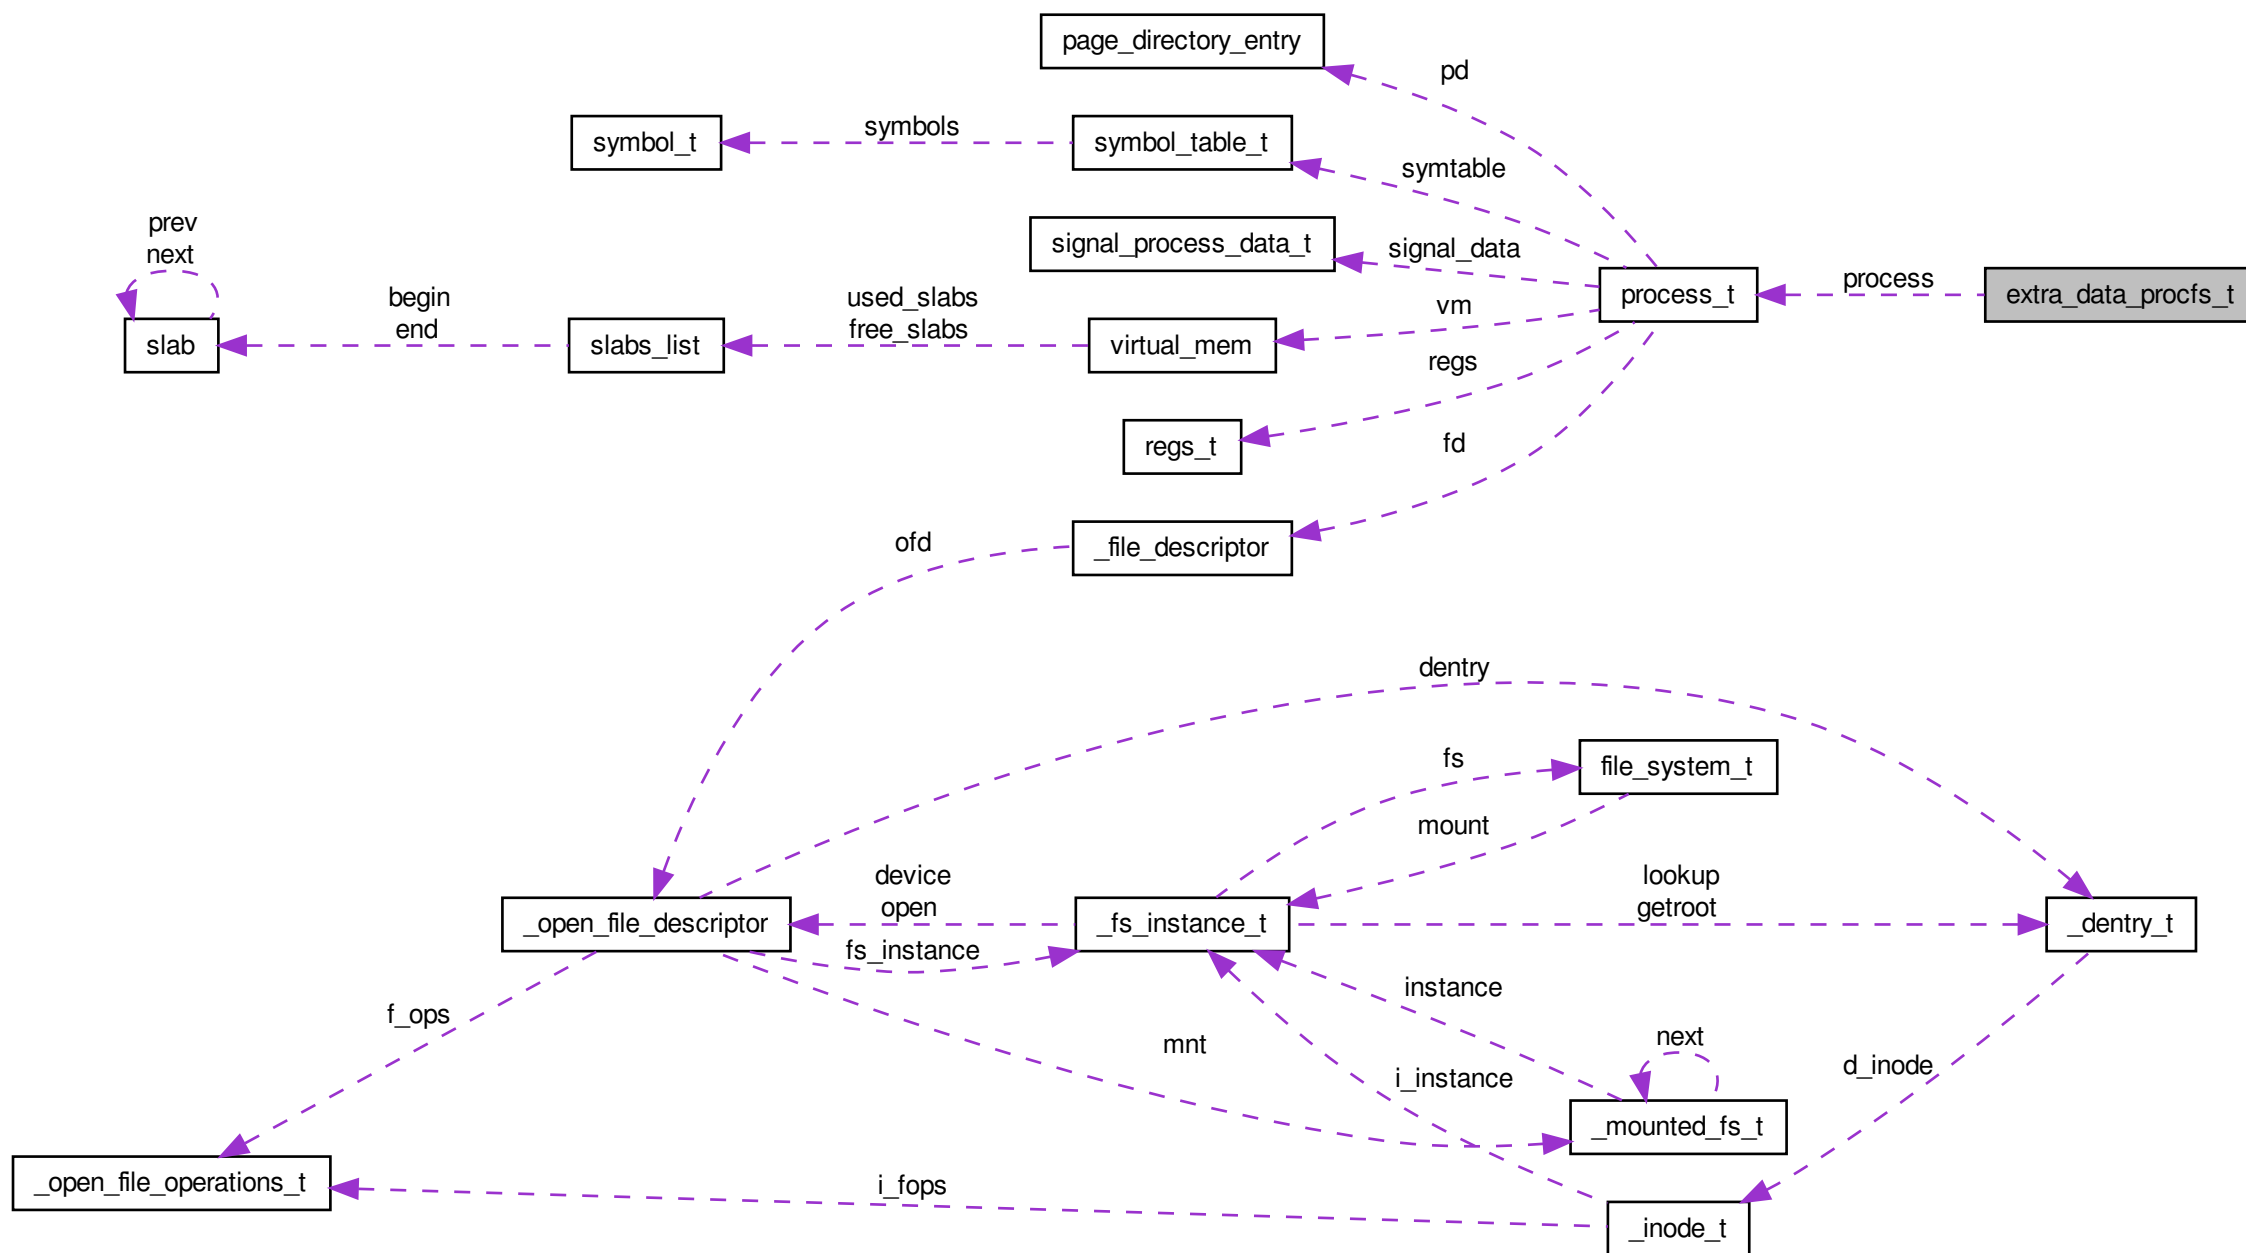 page_directory_entry
pd
symbol_t
symbols
symbol_table_t
symtable
prev
next
signal_process_data_t
signal_data
process_t
process
extra_data_procfs_t
slab
begin
end
slabs_list
used_slabs
free_slabs
virtual_mem
vm
regs
regs_t
fd
ofd
_file_descriptor
dentry
fs
file_system_t
mount
_open_file_descriptor
device
open
fs_instance
_fs_instance_t
lookup
getroot
_dentry_t
f_ops
mnt
instance
i_instance
next
_mounted_fs_t
d_inode
_open_file_operations_t
i_fops
_inode_t